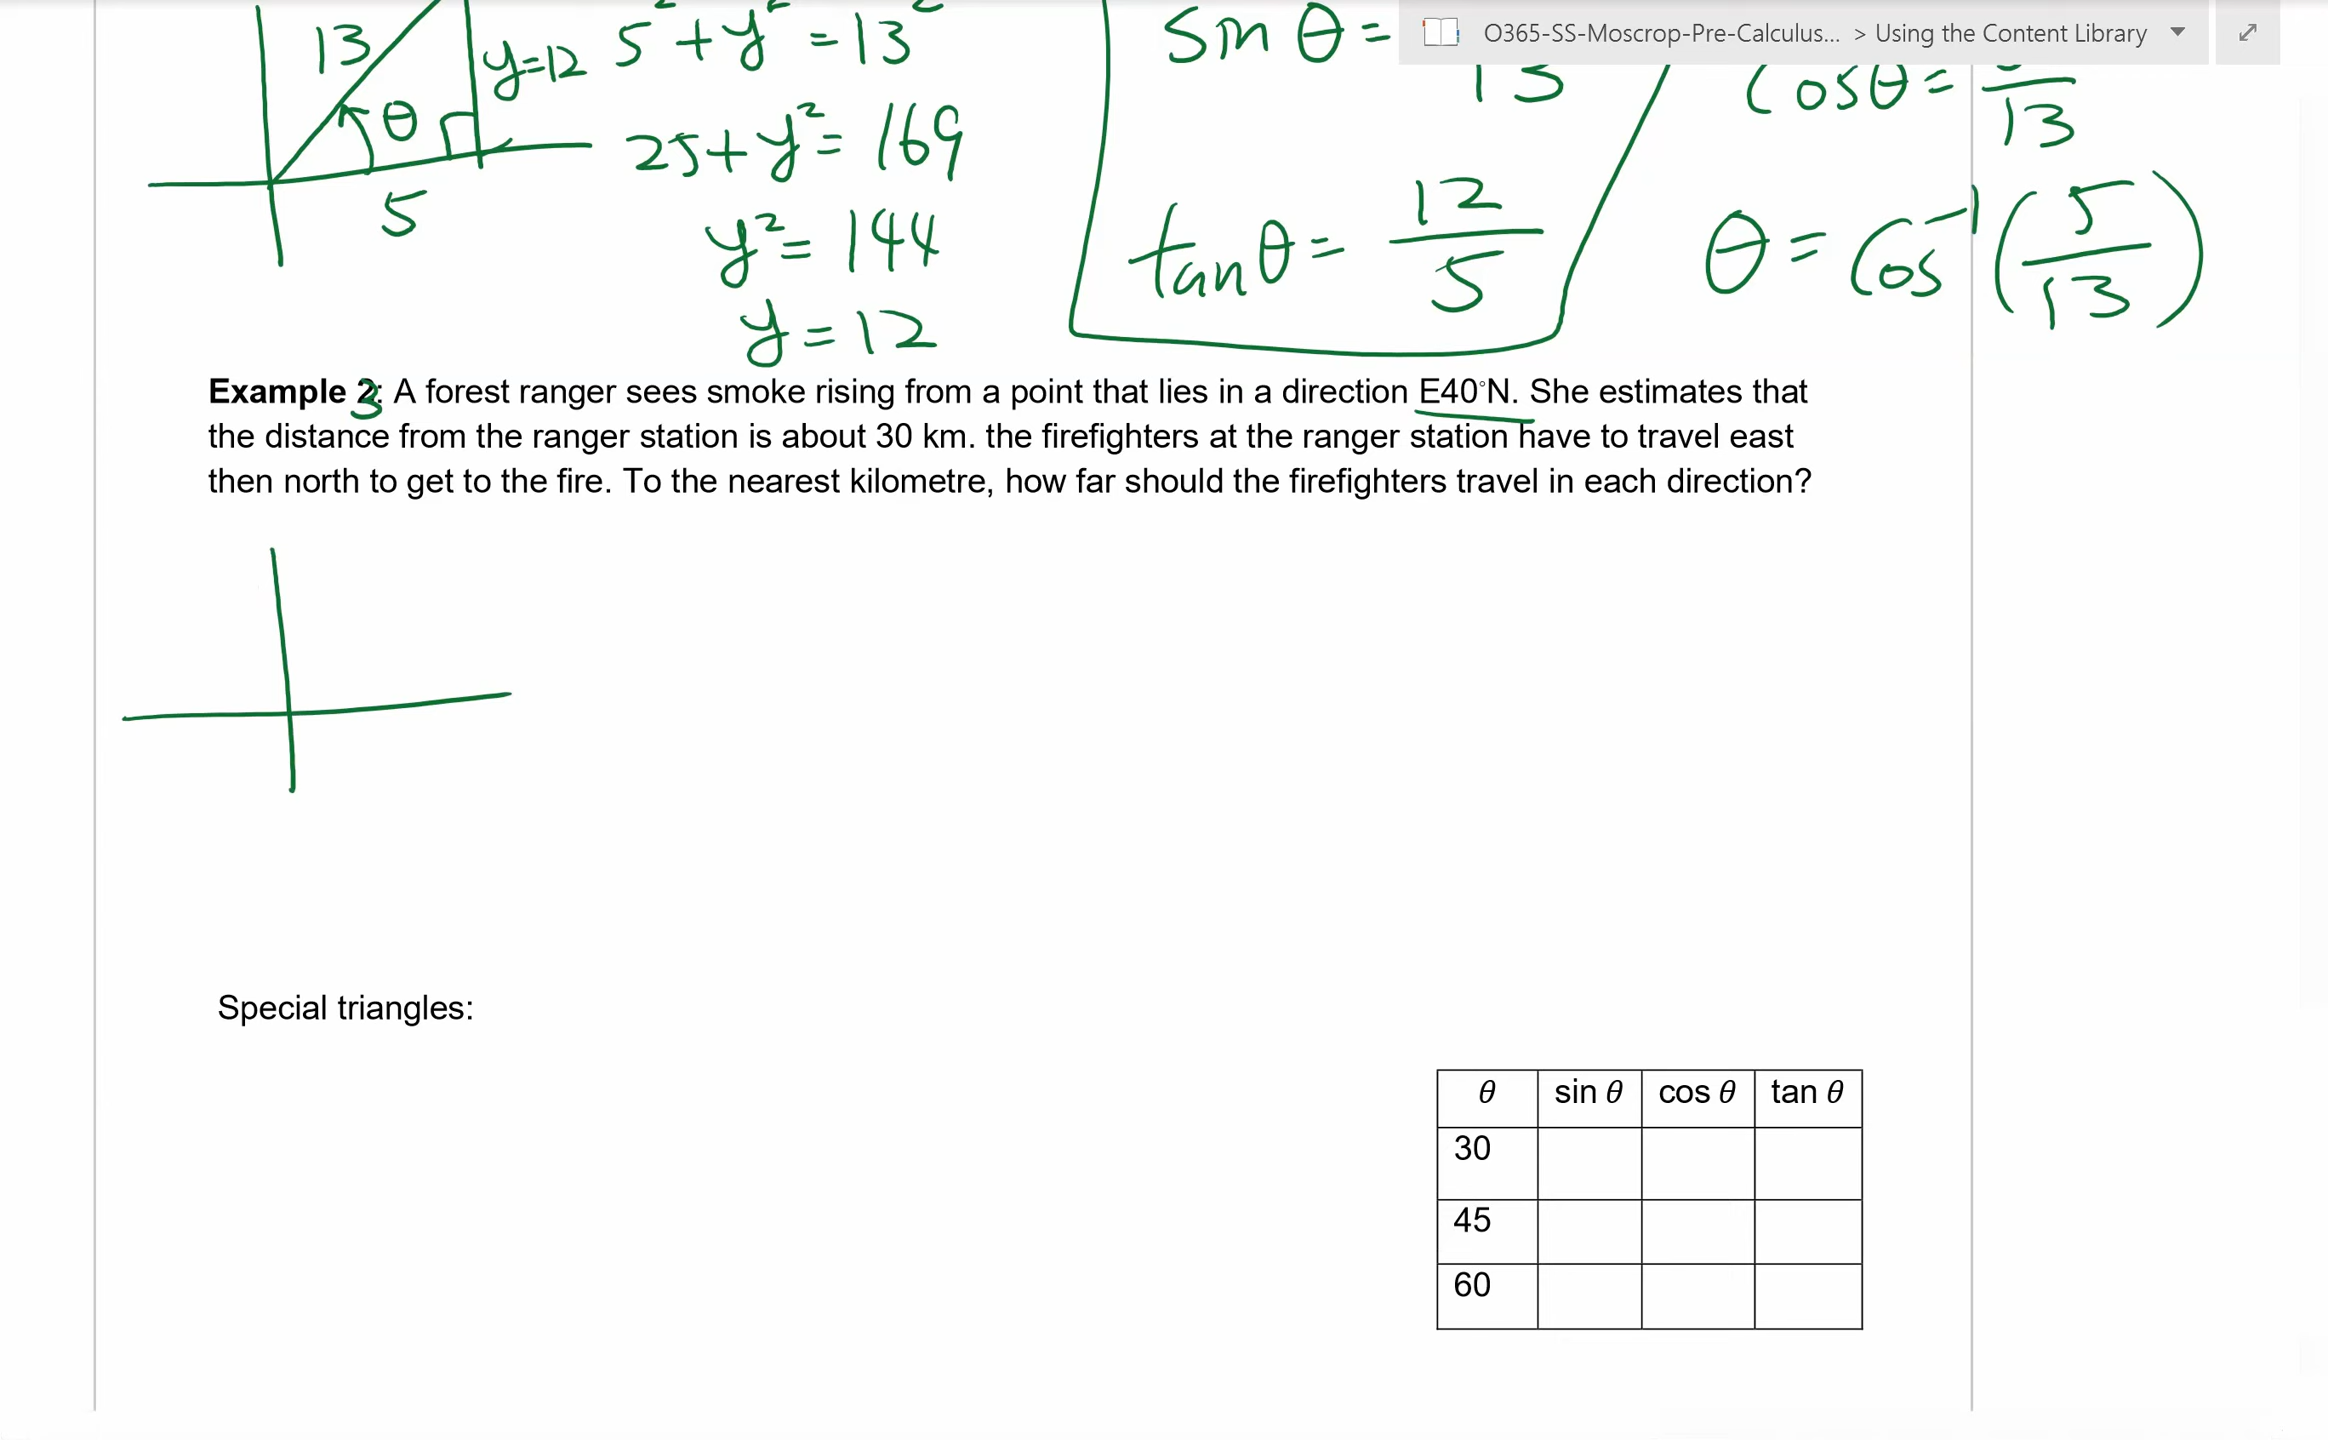 O365-SS-Moscrop-Pre-Calculus... > Using the Content Library
13
y=12
θ
5
5² + y² = 13²
25 + y² = 169
y² = 144
y = 12
sin θ =
13
tan θ = 12/5
cos θ = /13
θ = cos⁻¹(5/13)
Example 3: A forest ranger sees smoke rising from a point that lies in a direction E40°N. She estimates that
the distance from the ranger station is about 30 km. the firefighters at the ranger station have to travel east
then north to get to the fire. To the nearest kilometre, how far should the firefighters travel in each direction?
Special triangles:
θ sin θ cos θ tan θ
30
45
60